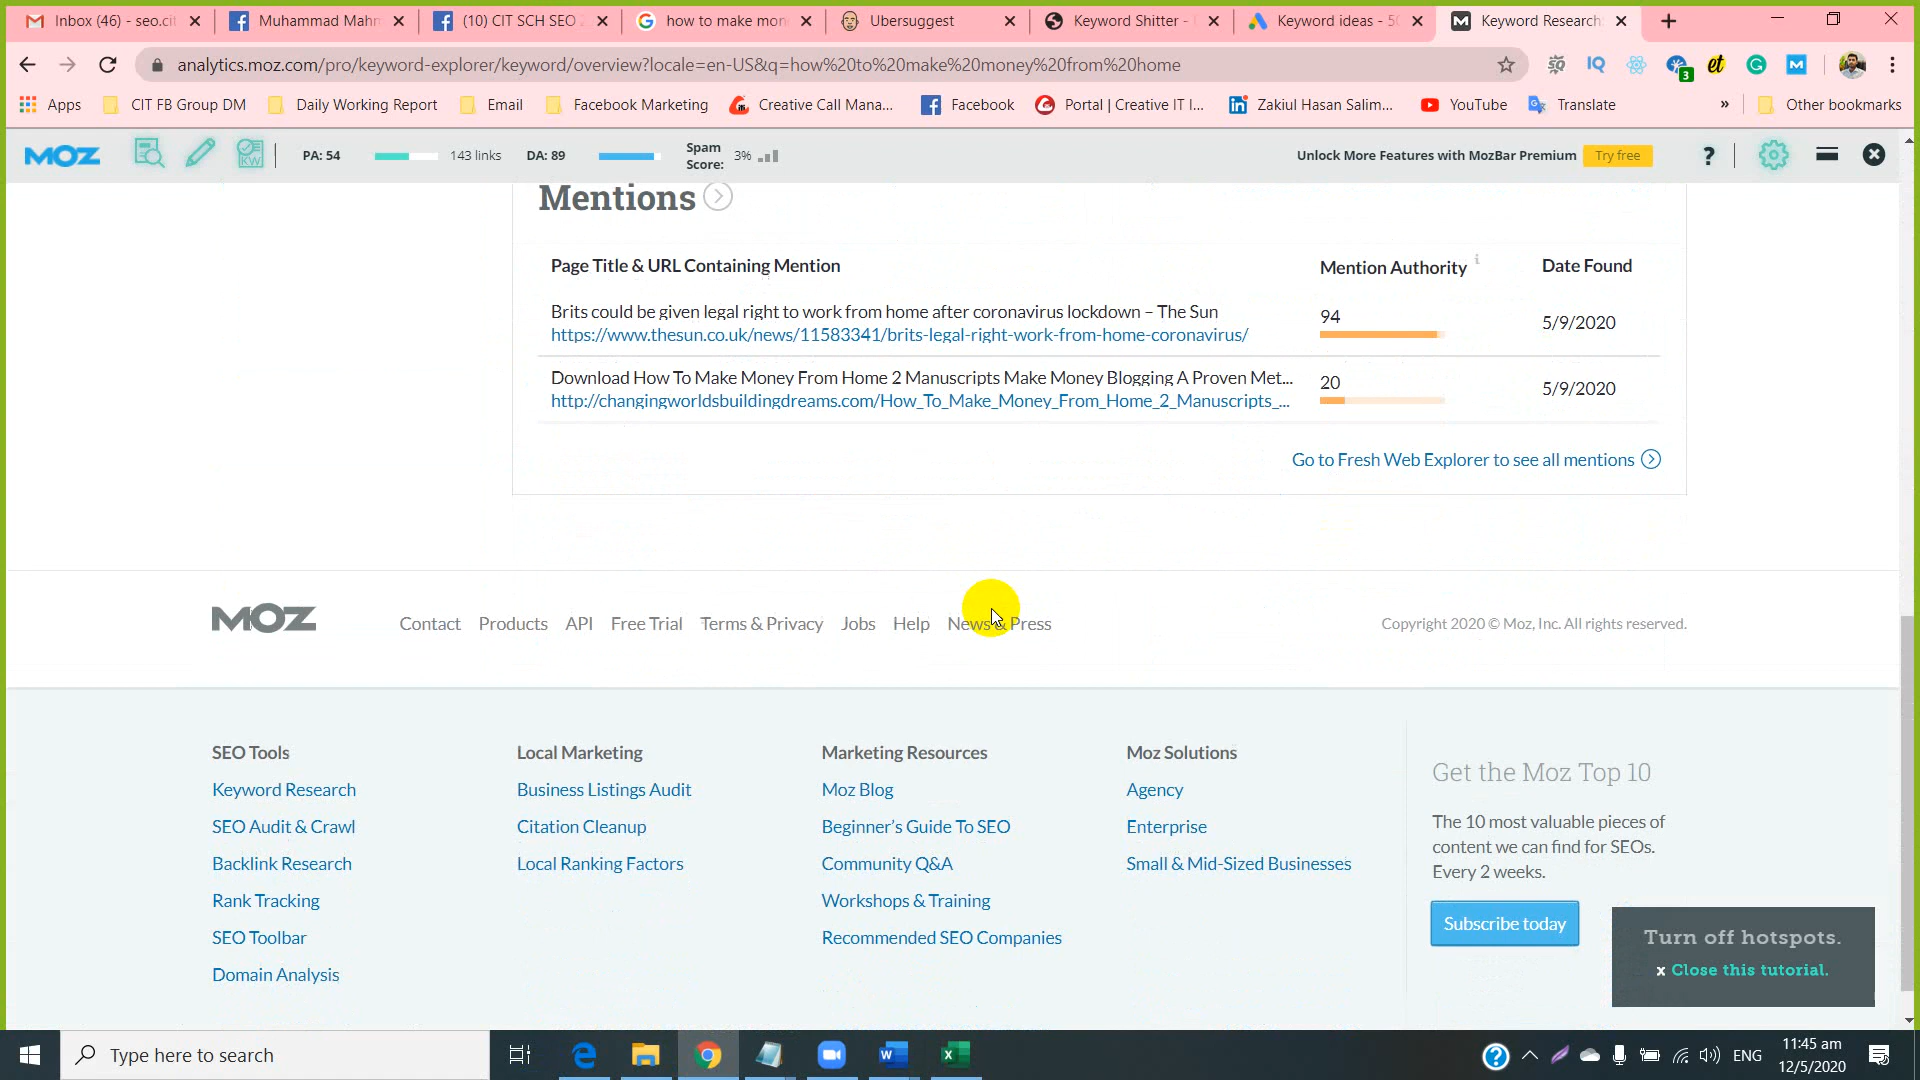 Inbox (46) - seo.cit
Muhammad Mahm
(10) CIT SCH SEO 2
how to make mon
Ubersuggest
Keyword Shitter -
Keyword ideas - 50
Keyword Research
analytics.moz.com/pro/keyword-explorer/keyword/overview?locale=en-US&q=how%20to%20make%20money%20from%20home
3
Apps
CIT FB Group DM
Daily Working Report
Email
Facebook Marketing
Creative Call Mana...
Facebook
Portal | Creative IT I...
Zakiul Hasan Salim...
YouTube
Translate
»
Other bookmarks
MOZ
PA: 54
143 links
DA: 89
Spam
Score:
3%
Unlock More Features with MozBar Premium
Try free
?
Mentions
Page Title & URL Containing Mention
Mention Authority
i
Date Found
Brits could be given legal right to work from home after coronavirus lockdown – The Sun
https://www.thesun.co.uk/news/11583341/brits-legal-right-work-from-home-coronavirus/
94
5/9/2020
Download How To Make Money From Home 2 Manuscripts Make Money Blogging A Proven Met...
http://changingworldsbuildingdreams.com/How_To_Make_Money_From_Home_2_Manuscripts_...
20
5/9/2020
Go to Fresh Web Explorer to see all mentions
MOZ
Contact
Products
API
Free Trial
Terms & Privacy
Jobs
Help
News & Press
Copyright 2020 © Moz, Inc. All rights reserved.
SEO Tools
Keyword Research
SEO Audit & Crawl
Backlink Research
Rank Tracking
SEO Toolbar
Domain Analysis
Local Marketing
Business Listings Audit
Citation Cleanup
Local Ranking Factors
Marketing Resources
Moz Blog
Beginner's Guide To SEO
Community Q&A
Workshops & Training
Recommended SEO Companies
Moz Solutions
Agency
Enterprise
Small & Mid-Sized Businesses
Get the Moz Top 10
The 10 most valuable pieces of
content we can find for SEOs.
Every 2 weeks.
Subscribe today
Turn off hotspots.
x Close this tutorial.
Type here to search
ENG
11:45 am
12/5/2020